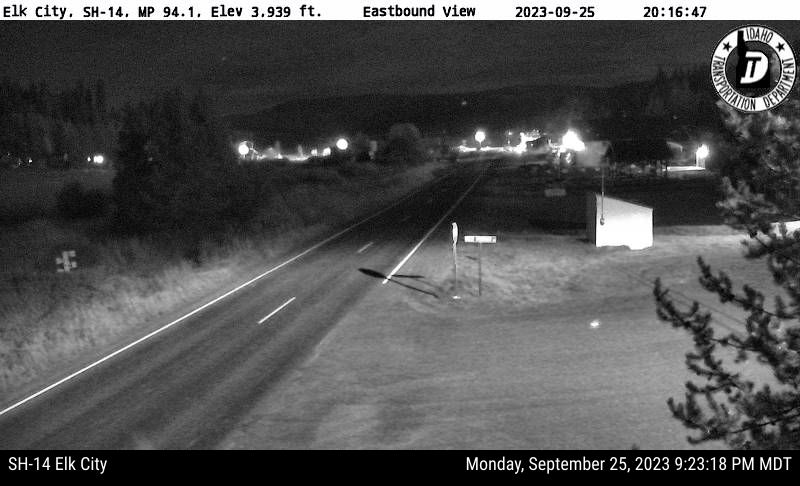 Elk City, SH-14, MP 94.1, Elev 3,939 ft. Eastbound View 2023-09-25 20:16:47
IDAHO
TRANSPORTATION DEPARTMENT
SH-14 Elk City
Monday, September 25, 2023 9:23:18 PM MDT